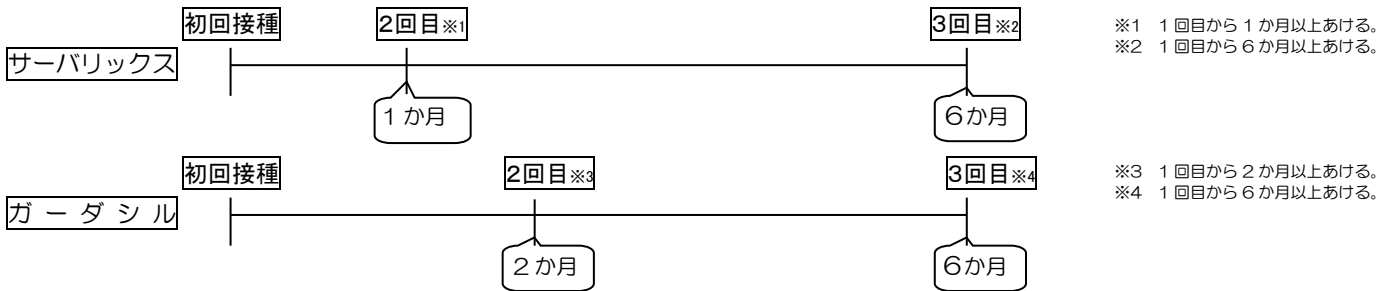 初回接種 2回目※1 3回目※2
※1 1回目から1か月以上あける。
※2 1回目から6か月以上あける。
サーバリックス
1か月 6か月
初回接種 2回目※3 3回目※4
※3 1回目から2か月以上あける。
※4 1回目から6か月以上あける。
ガーダシル
2か月 6か月